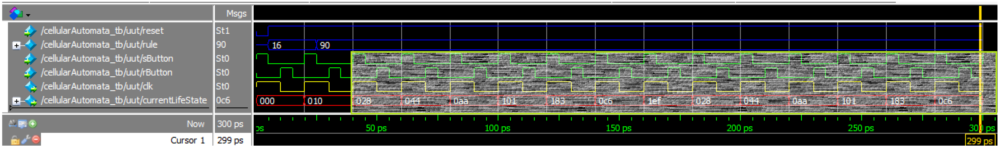 Msgs
/cellularAutomata_tb/uut/reset St1
/cellularAutomata_tb/uut/rule 90 16 90
/cellularAutomata_tb/uut/sButton St0
/cellularAutomata_tb/uut/rButton St0
/cellularAutomata_tb/uut/clk St0
/cellularAutomata_tb/uut/currentLifeState 0c6 000 010 028 044 0aa 101 183 0c6 1ef 028 044 0aa 101 183 0c6
Now 300 ps ps 50 ps 100 ps 150 ps 200 ps 250 ps 300 ps
Cursor 1 299 ps 299 ps